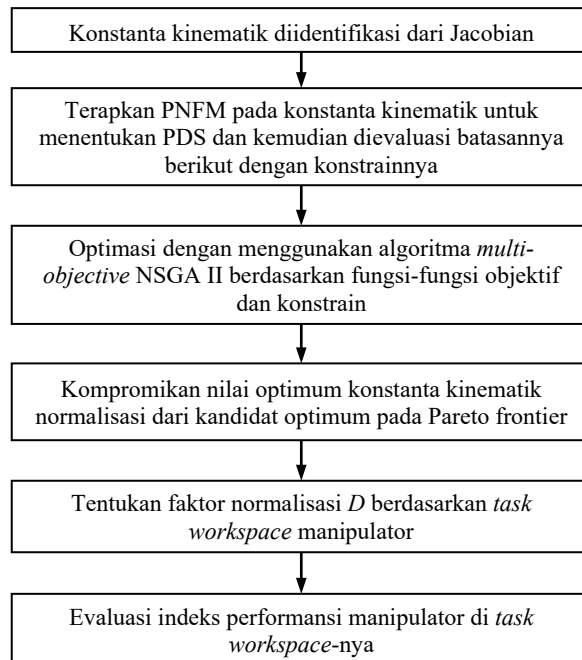 Konstanta kinematik diidentifikasi dari Jacobian
Terapkan PNFM pada konstanta kinematik untuk
menentukan PDS dan kemudian dievaluasi batasannya
berikut dengan konstrainnya
Optimasi dengan menggunakan algoritma multi-
objective NSGA II berdasarkan fungsi-fungsi objektif
dan konstrain
Kompromikan nilai optimum konstanta kinematik
normalisasi dari kandidat optimum pada Pareto frontier
Tentukan faktor normalisasi D berdasarkan task
workspace manipulator
Evaluasi indeks performansi manipulator di task
workspace-nya